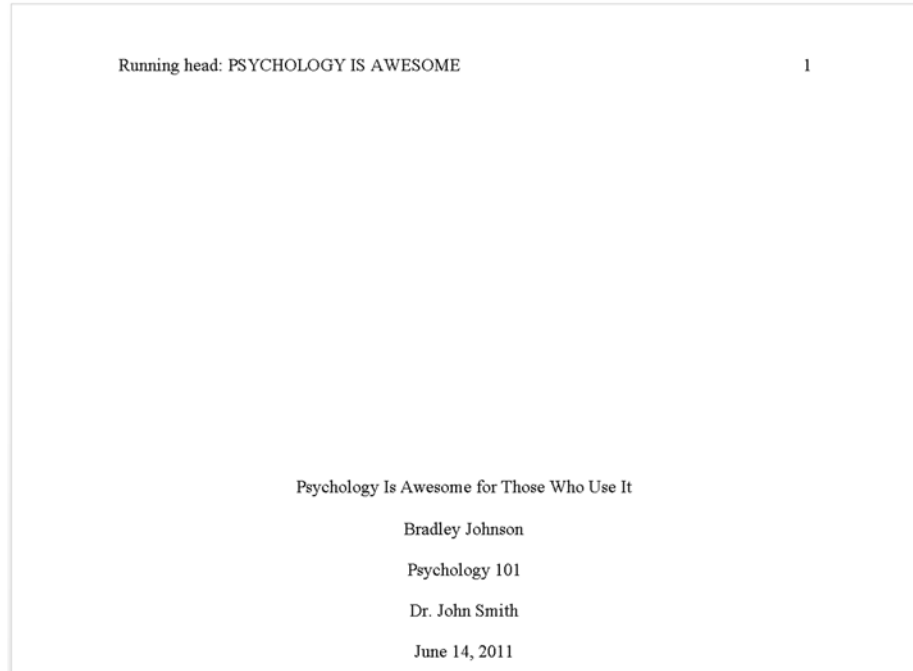 Running head: PSYCHOLOGY IS AWESOME 1
Psychology Is Awesome for Those Who Use It
Bradley Johnson
Psychology 101
Dr. John Smith
June 14, 2011